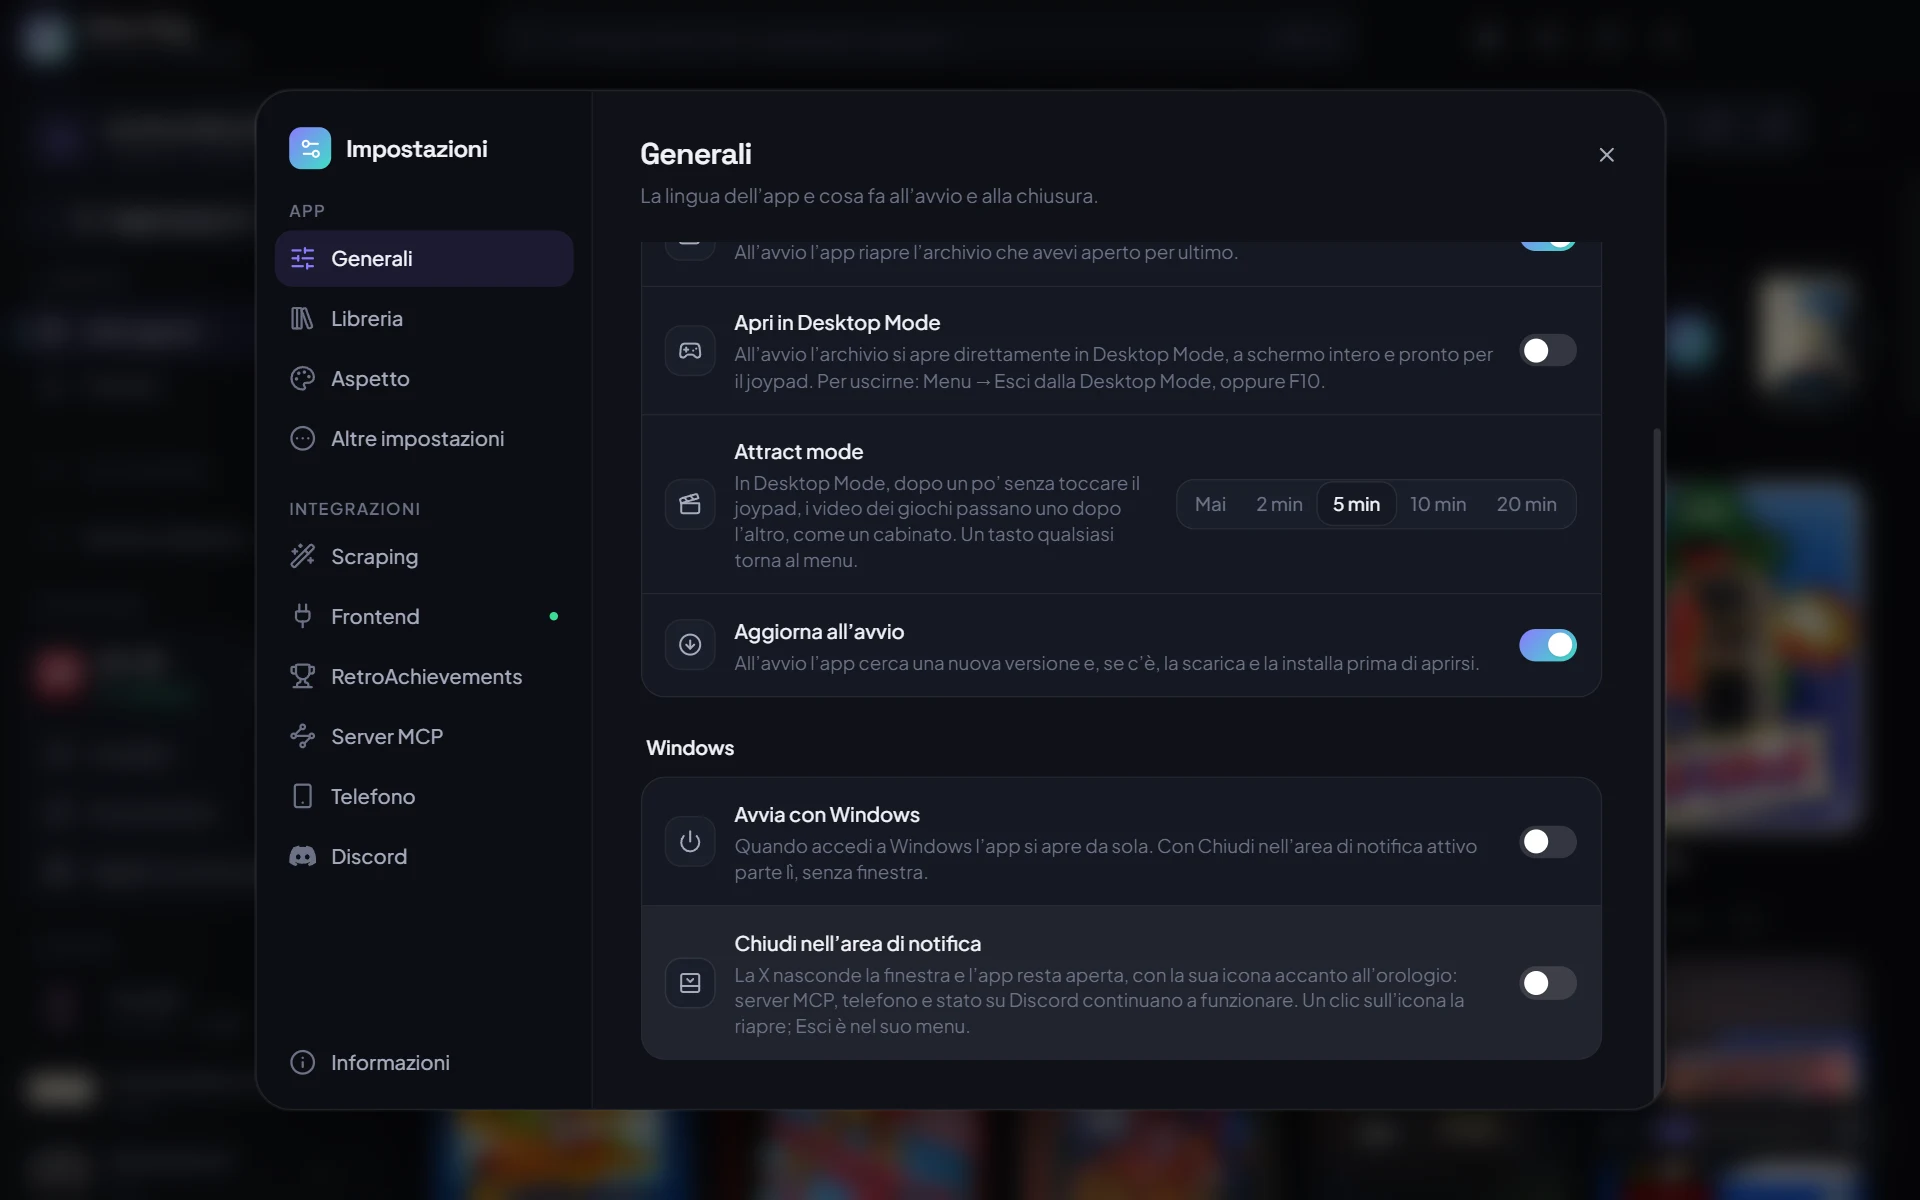 Impostazioni
APP
Generali
Libreria
Aspetto
Altre impostazioni
INTEGRAZIONI
Scraping
Frontend
RetroAchievements
Server MCP
Telefono
Discord
Informazioni
Generali
La lingua dell’app e cosa fa all’avvio e alla chiusura.
All’avvio l’app riapre l’archivio che avevi aperto per ultimo.
Apri in Desktop Mode
All’avvio l’archivio si apre direttamente in Desktop Mode, a schermo intero e pronto per
il joypad. Per uscirne: Menu → Esci dalla Desktop Mode, oppure F10.
Attract mode
In Desktop Mode, dopo un po’ senza toccare il
joypad, i video dei giochi passano uno dopo
l’altro, come un cabinato. Un tasto qualsiasi
torna al menu.
Mai 2 min 5 min 10 min 20 min
Aggiorna all’avvio
All’avvio l’app cerca una nuova versione e, se c’è, la scarica e la installa prima di aprirsi.
Windows
Avvia con Windows
Quando accedi a Windows l’app si apre da sola. Con Chiudi nell’area di notifica attivo
parte lì, senza finestra.
Chiudi nell’area di notifica
La X nasconde la finestra e l’app resta aperta, con la sua icona accanto all’orologio:
server MCP, telefono e stato su Discord continuano a funzionare. Un clic sull’icona la
riapre; Esci è nel suo menu.